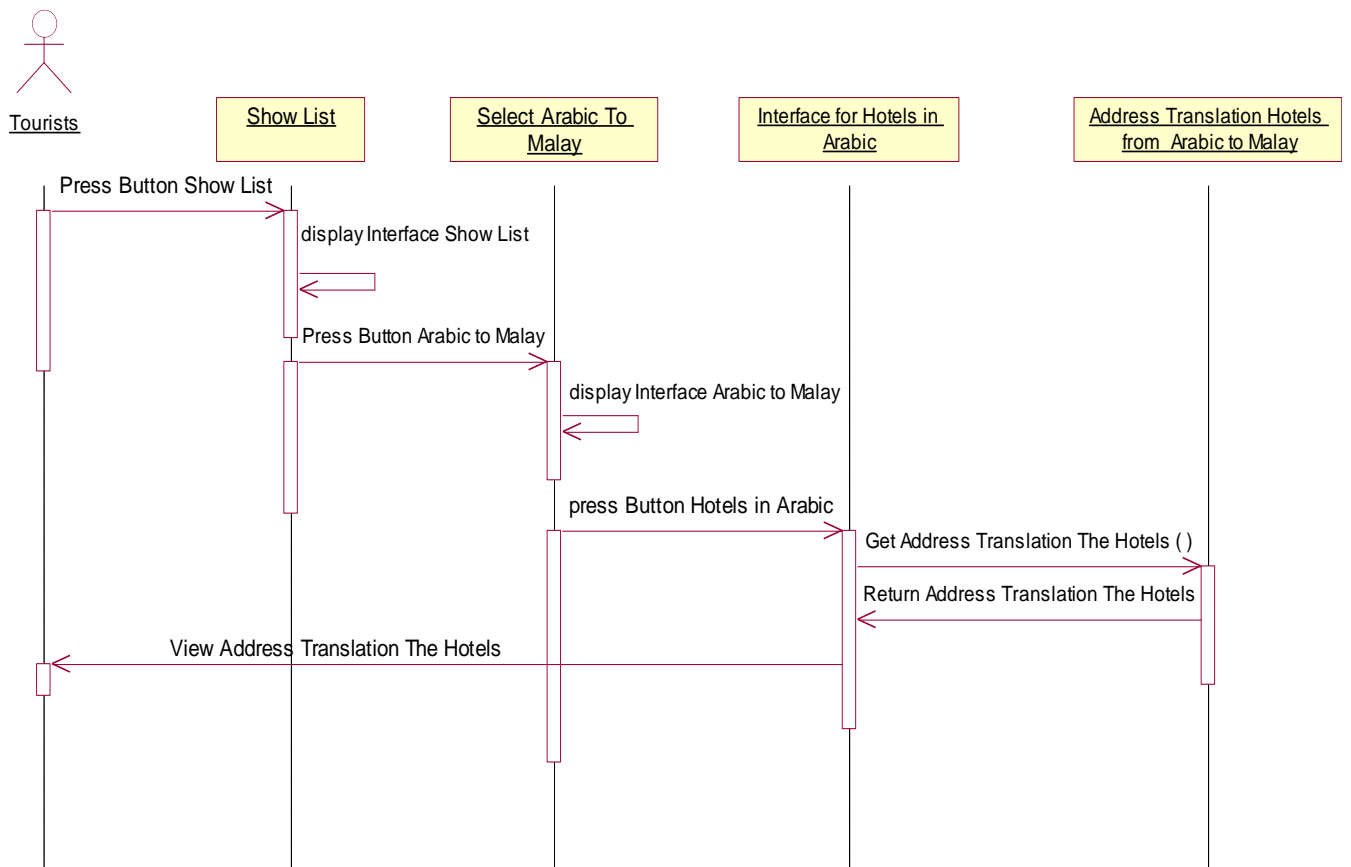 Tourists
Show List
Select Arabic To
Malay
Interface for Hotels in
Arabic
Address Translation Hotels
from Arabic to Malay
Press Button Show List
display Interface Show List
Press Button Arabic to Malay
display Interface Arabic to Malay
press Button Hotels in Arabic
Get Address Translation The Hotels ( )
Return Address Translation The Hotels
View Address Translation The Hotels